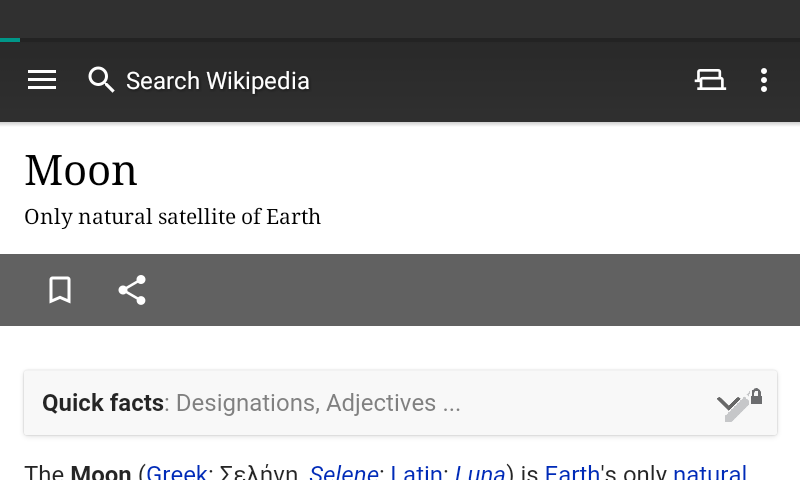 Search Wikipedia
Moon
Only natural satellite of Earth
Quick facts: Designations, Adjectives ...
The Moon (Greek: Σελήνη Selene; Latin: Luna) is Earth's only natural